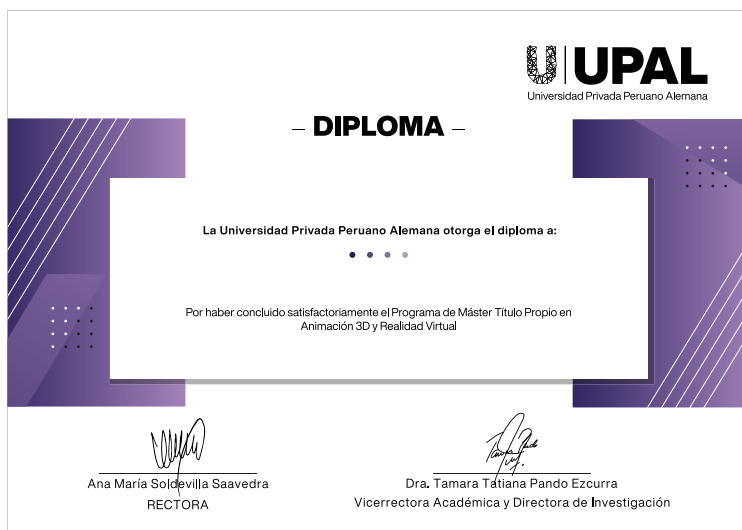 UPAL
Universidad Privada Peruano Alemana
– DIPLOMA –
La Universidad Privada Peruano Alemana otorga el diploma a:
Por haber concluido satisfactoriamente el Programa de Máster Título Propio en
Animación 3D y Realidad Virtual
Ana María Soldevilla Saavedra
RECTORA
Dra. Tamara Tatiana Pando Ezcurra
Vicerrectora Académica y Directora de Investigación